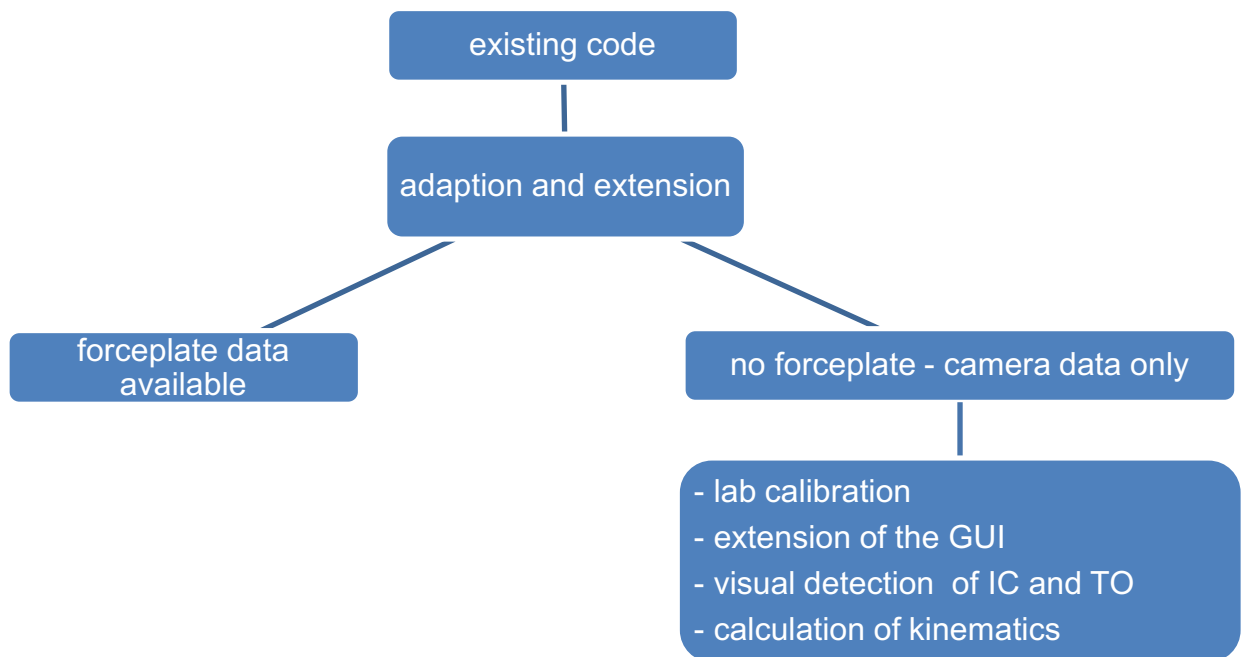 existing code
adaption and extension
forceplate data
available
no forceplate - camera data only
- lab calibration
- extension of the GUI
- visual detection  of IC and TO
- calculation of kinematics